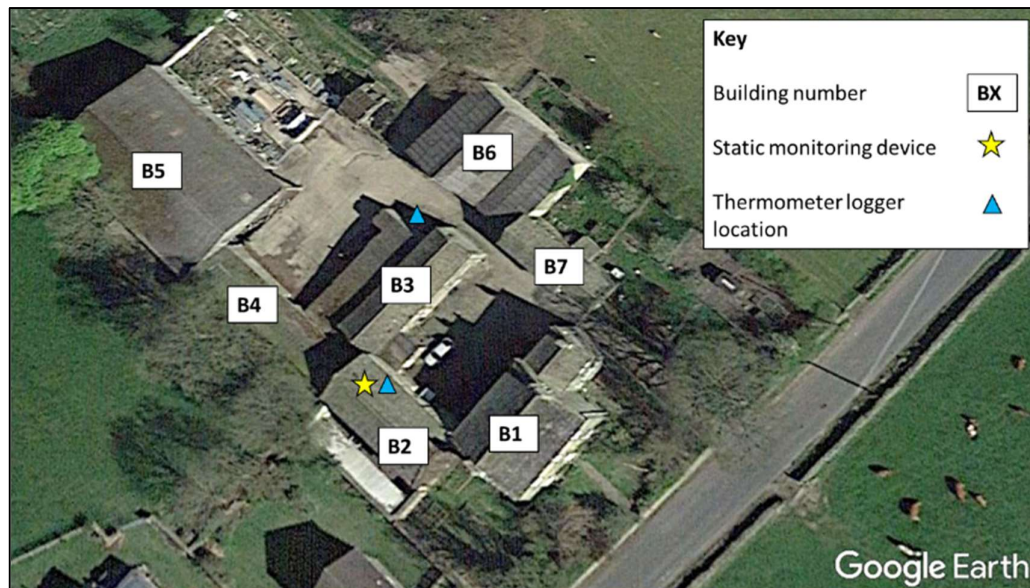 Key
Building number
BX
Static monitoring device
Thermometer logger
location
B5
B6
B7
B3
B4
B2
B1
Google Earth